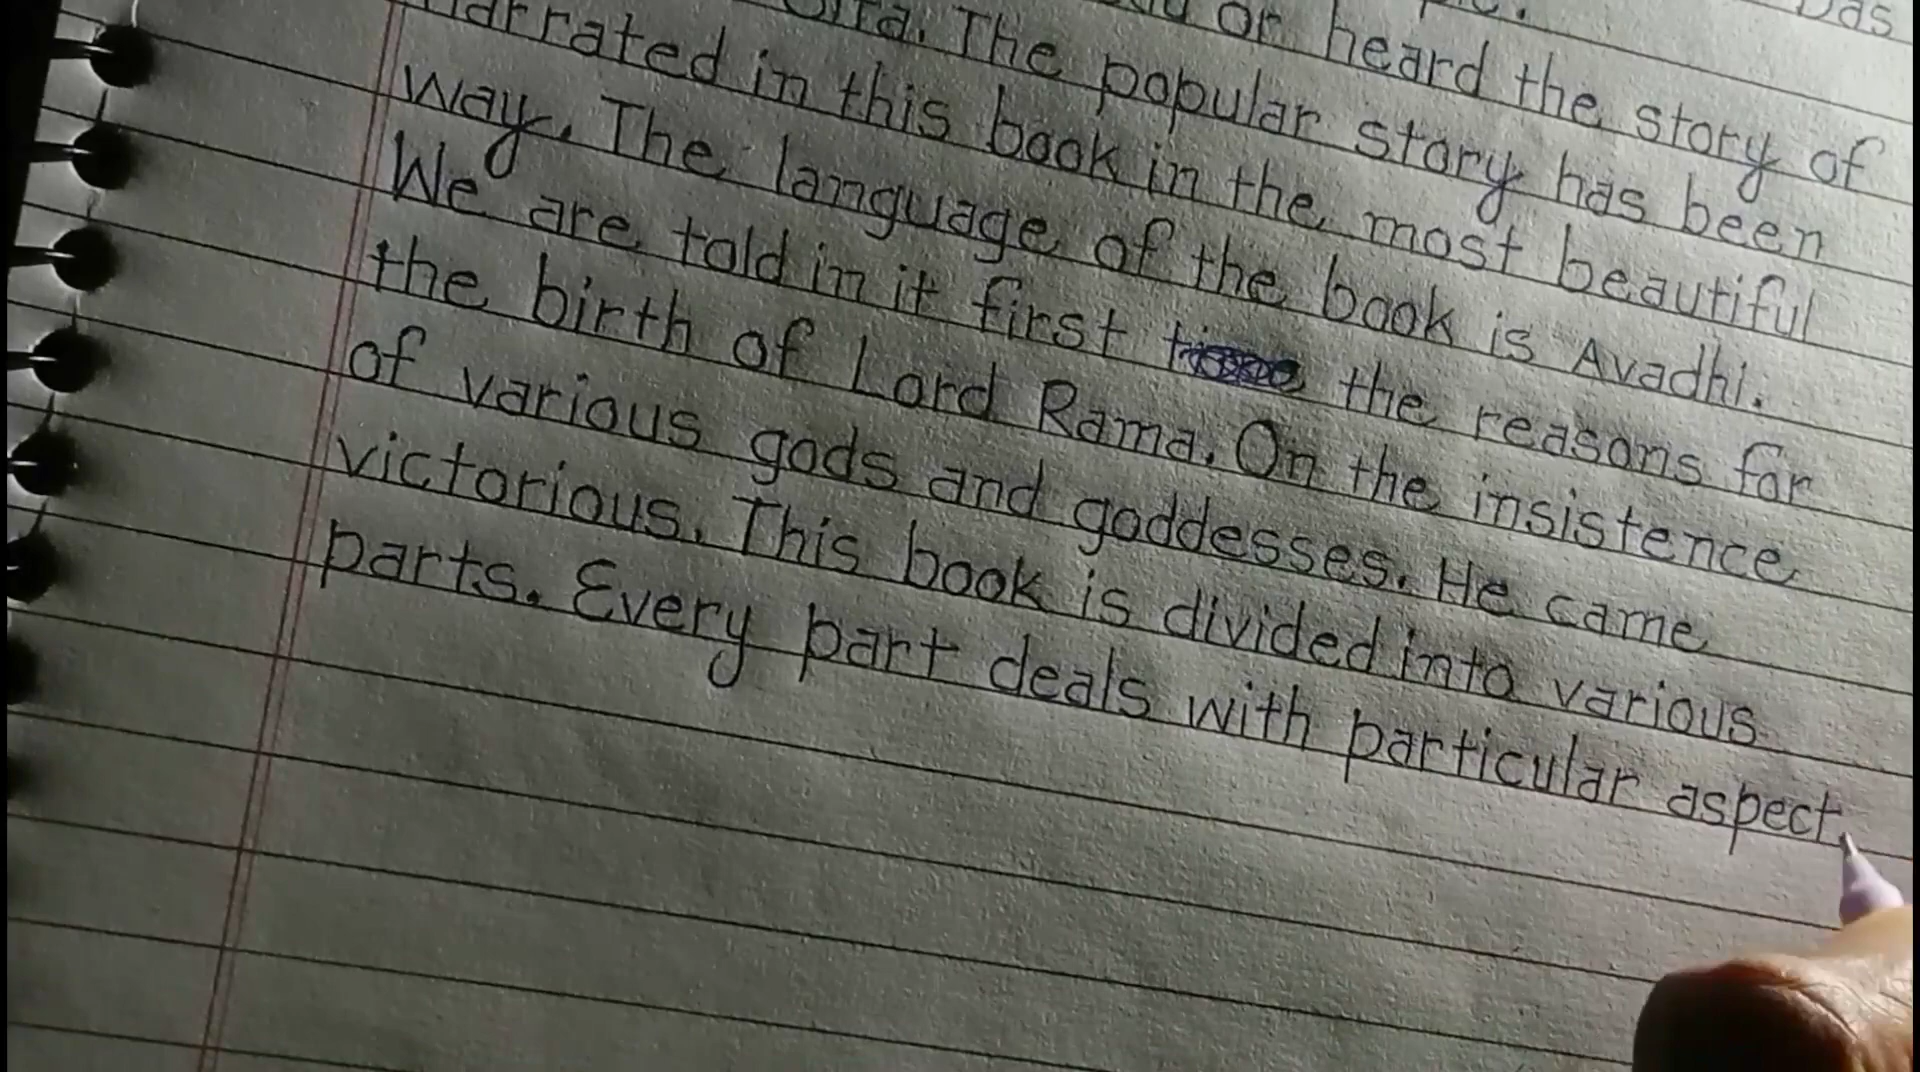 Das
or heard the story of
Sita. The popular story has been
narrated in this book in the most beautiful
way. The language of the book is Avadhi.
We are told in it first the reasons for
the birth of Lord Rama. On the insistence
of various gods and goddesses. He came
victorious. This book is divided into various
parts. Every part deals with particular aspect.